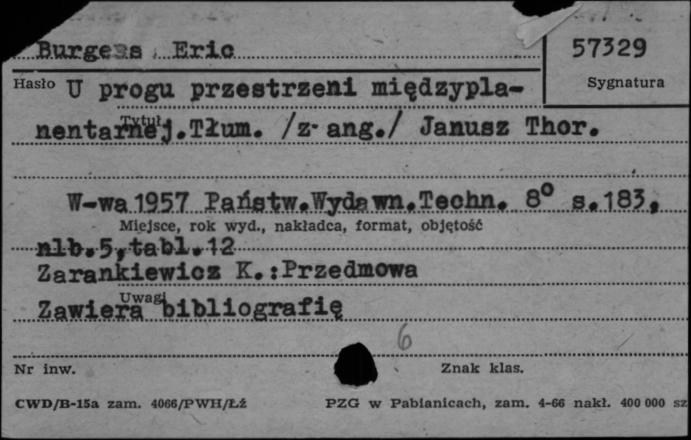 Burgess Eric
57329
Hasło U progu przestrzeni międzypla-
Sygnatura
Tytuł
nentarnej.Tłum. /z ang./ Janusz Thor.
W-wa 1957 Państw.Wydawn.Techn. 8° s.183,
Miejsce, rok wyd., nakładca, format, objętość
nlb.5,tabl.12
Zarankiewicz K.:Przedmowa
Uwagi
Zawiera bibliografię
6
Nr inw.
Znak klas.
CWD/B-15a zam. 4066/PWH/Łź
PZG w Pabianicach, zam. 4-66 nakł. 400 000 sz